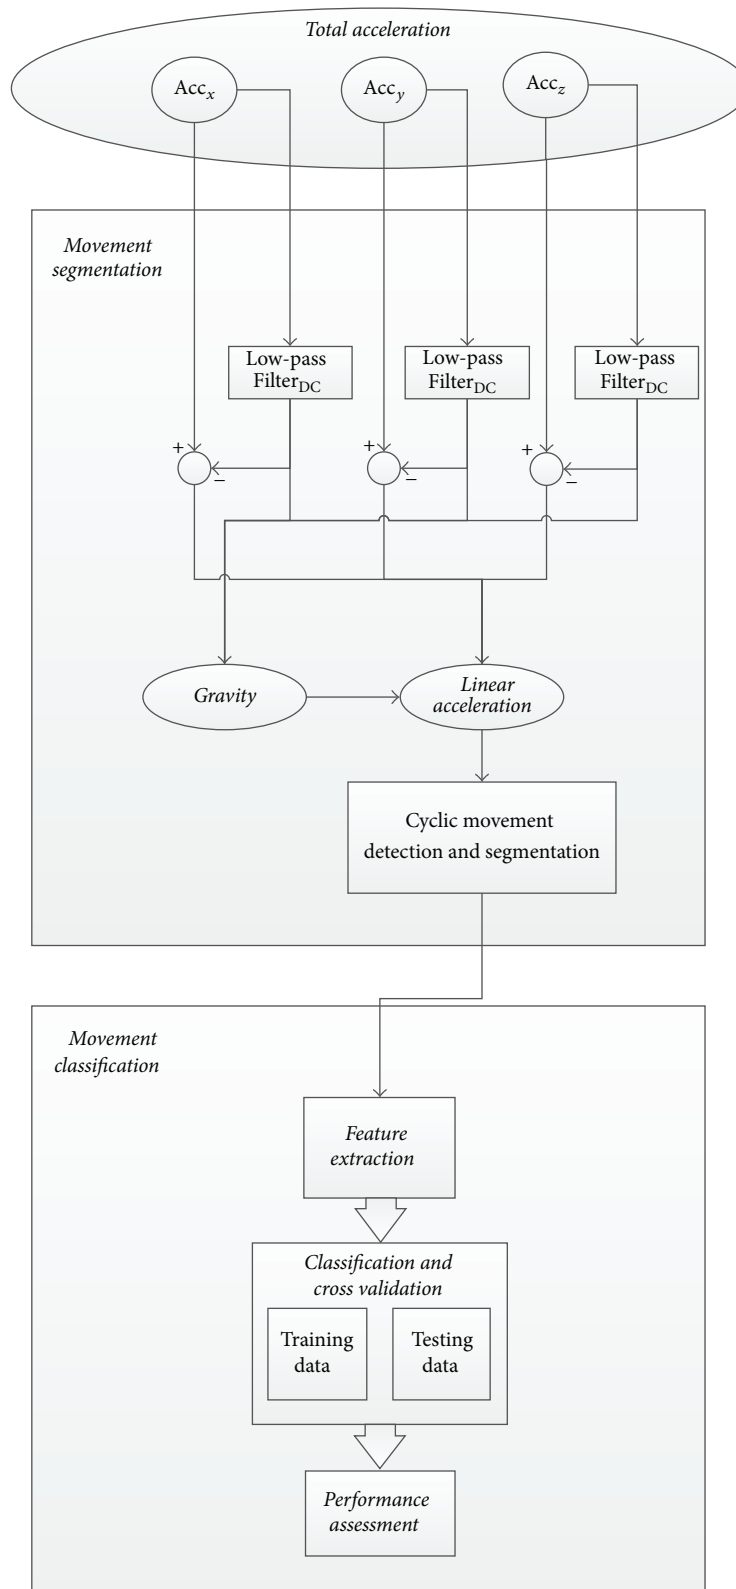 Total acceleration
Acc_x
Acc_y
Acc_z
Movement
segmentation
Low-pass
Filter_DC
Low-pass
Filter_DC
Low-pass
Filter_DC
+
−
+
−
+
−
Gravity
Linear
acceleration
Cyclic movement
detection and segmentation
Movement
classification
Feature
extraction
Classification and
cross validation
Training
data
Testing
data
Performance
assessment